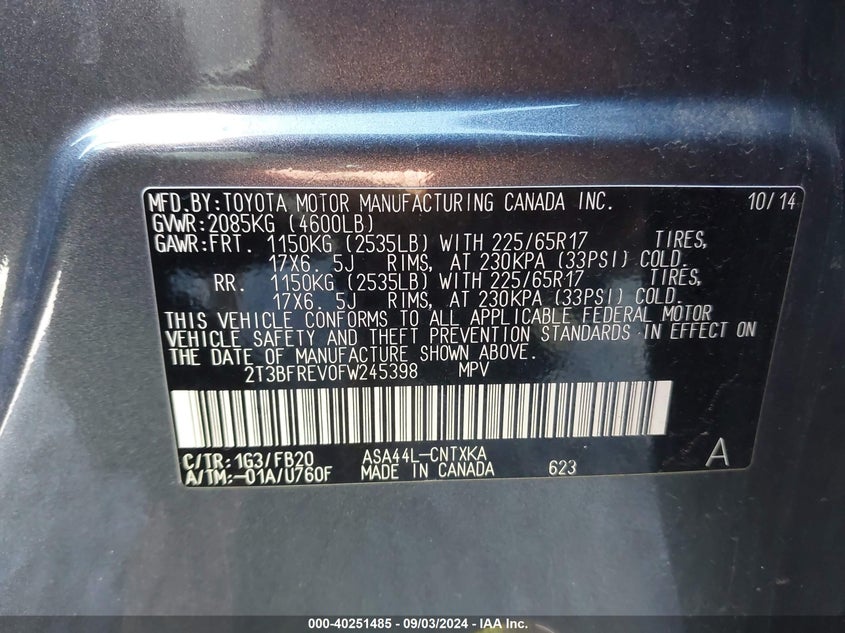 MFD.BY:TOYOTA MOTOR MANUFACTURING CANADA INC. 10/14
GVWR:2085KG (4600LB)
GAWR:FRT. 1150KG (2535LB) WITH 225/65R17 TIRES,
17X6.5J RIMS, AT 230KPA (33PSI) COLD.
RR. 1150KG (2535LB) WITH 225/65R17 TIRES,
17X6.5J RIMS, AT 230KPA (33PSI) COLD.
THIS VEHICLE CONFORMS TO ALL APPLICABLE FEDERAL MOTOR
VEHICLE SAFETY AND THEFT PREVENTION STANDARDS IN EFFECT ON
THE DATE OF MANUFACTURE SHOWN ABOVE.
2T3BFREV0FW245398 MPV
C/TR:1G3/FB20 ASA44L-CNTXKA
A/TM:-01A/U760F MADE IN CANADA 623 A
000-40251485 - 09/03/2024 - IAA Inc.